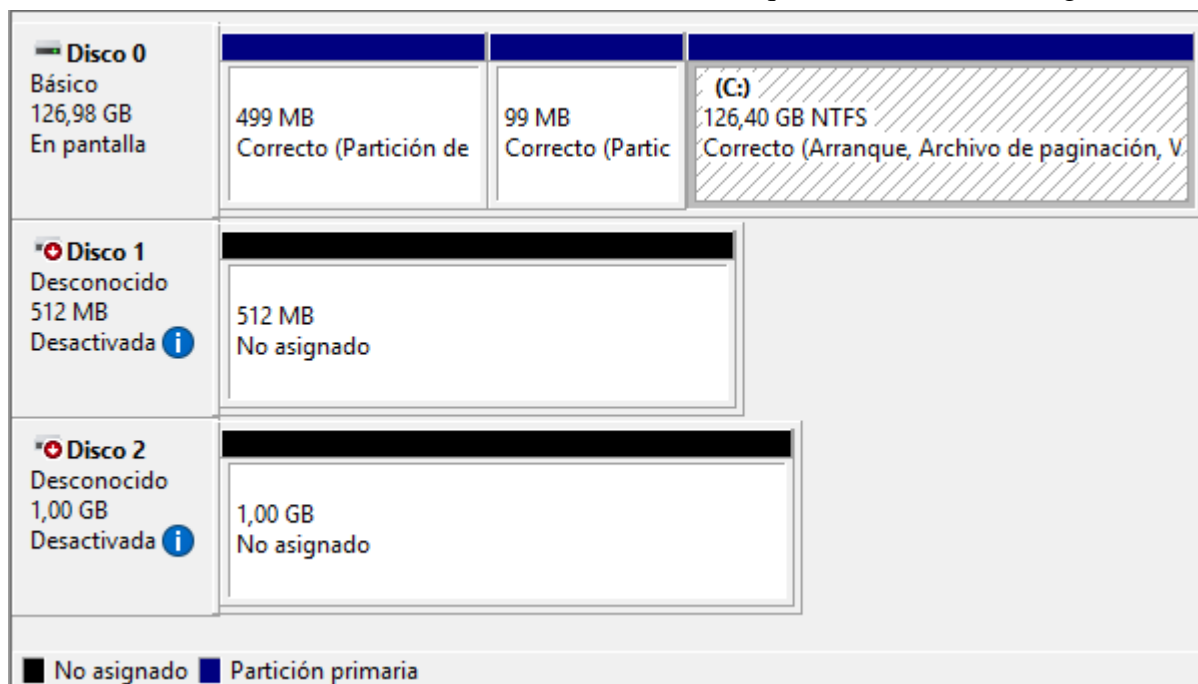 Disco 0
Básico
126,98 GB
En pantalla
499 MB
Correcto (Partición de
99 MB
Correcto (Partic
(C:)
126,40 GB NTFS
Correcto (Arranque, Archivo de paginación, V
Disco 1
Desconocido
512 MB
Desactivada
512 MB
No asignado
Disco 2
Desconocido
1,00 GB
Desactivada
1,00 GB
No asignado
No asignado Partición primaria